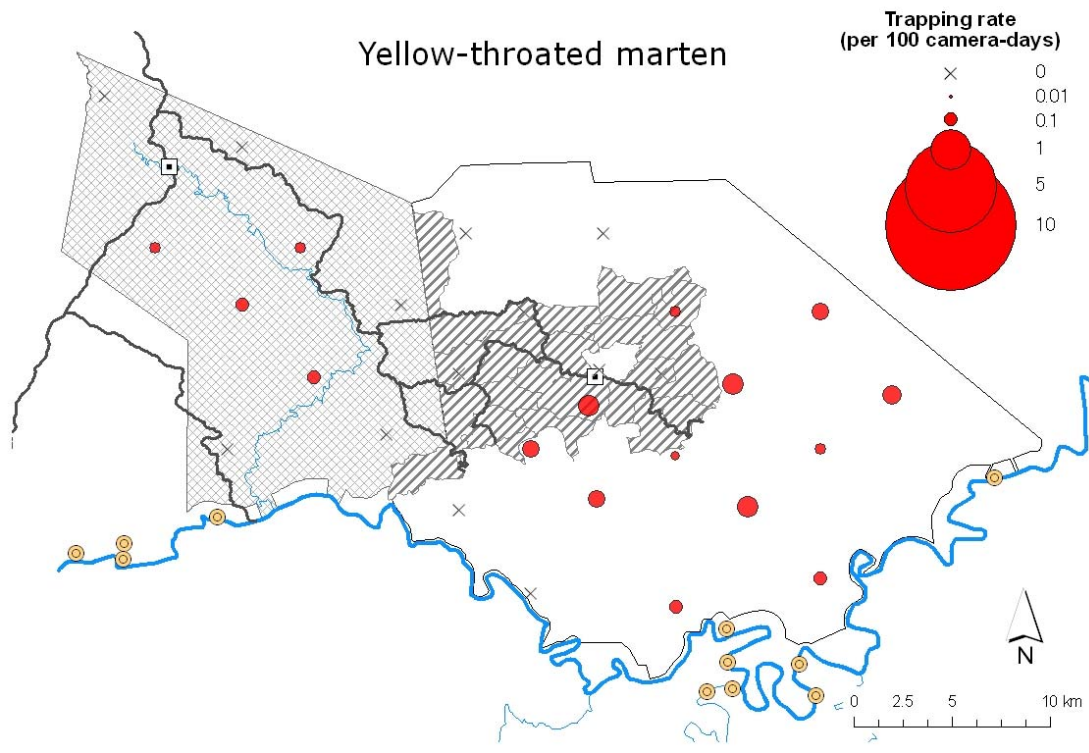 Yellow-throated marten
Trapping rate
(per 100 camera-days)
0
0.01
0.1
1
5
10
N
0 2.5 5 10 km